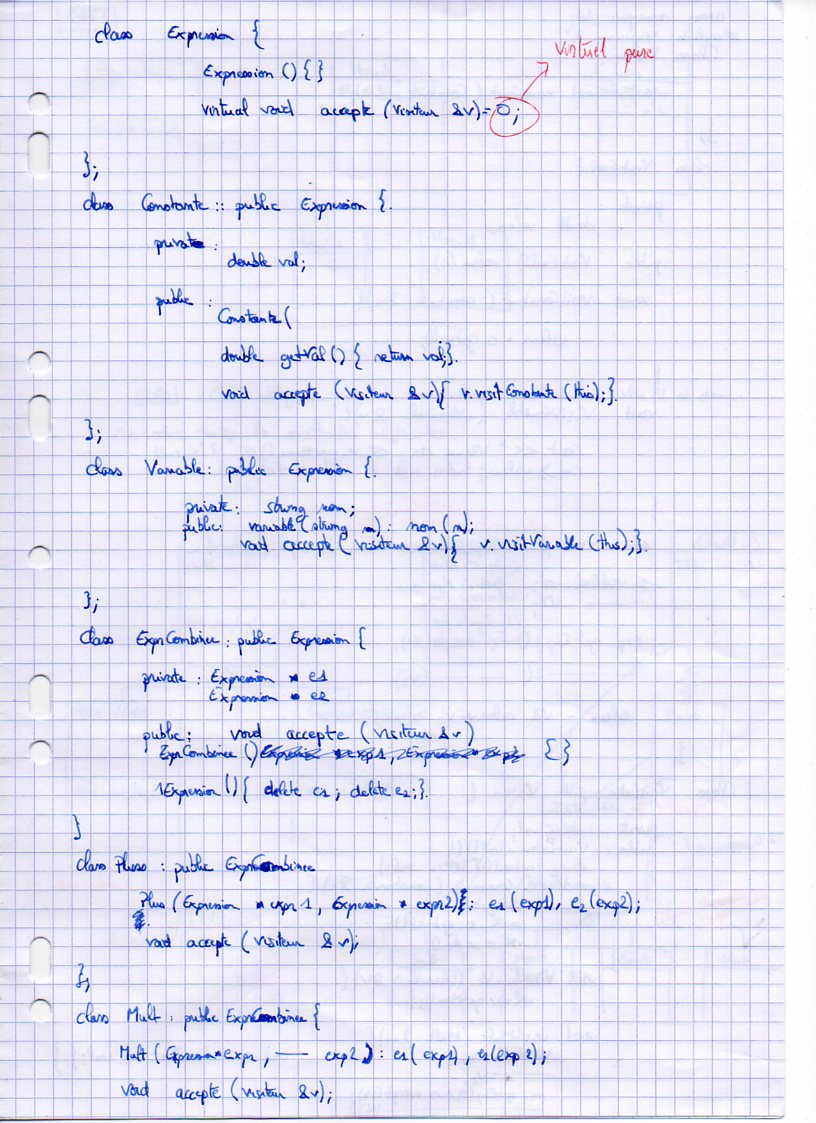 class Expression {
Virtuel pure
Expression () { }
virtual void accepte (Visiteur &v) = 0;
};
class Constante :: public Expression {
private :
double val;
public :
Constante (
double getVal () { return val; }
void accepte (Visiteur &v) { v.visitConstante (this); }
};
class Variable : public Expression {
private : string nom;
public : variable (string n) : nom (n);
void accepte (Visiteur &v) { v.visitVariable (this); }
};
class ExprCombinee : public Expression {
private : Expression * e1
Expression * e2
public : void accepte (Visiteur &v)
ExprCombinee () { }
~Expression () { delete e1 ; delete e2; }
}
class Pluso : public ExprCombinee
Plus (Expression * expr 1, Expression * expr2) : e1 (exp1), e2 (exp2);
void accepte (Visiteur & v);
};
class Mult : public ExprCombinee {
Mult (Expression * expr, —— exp2) : e1 ( exp1) , e2 (exp 2);
void accepte (Visiteur &v);